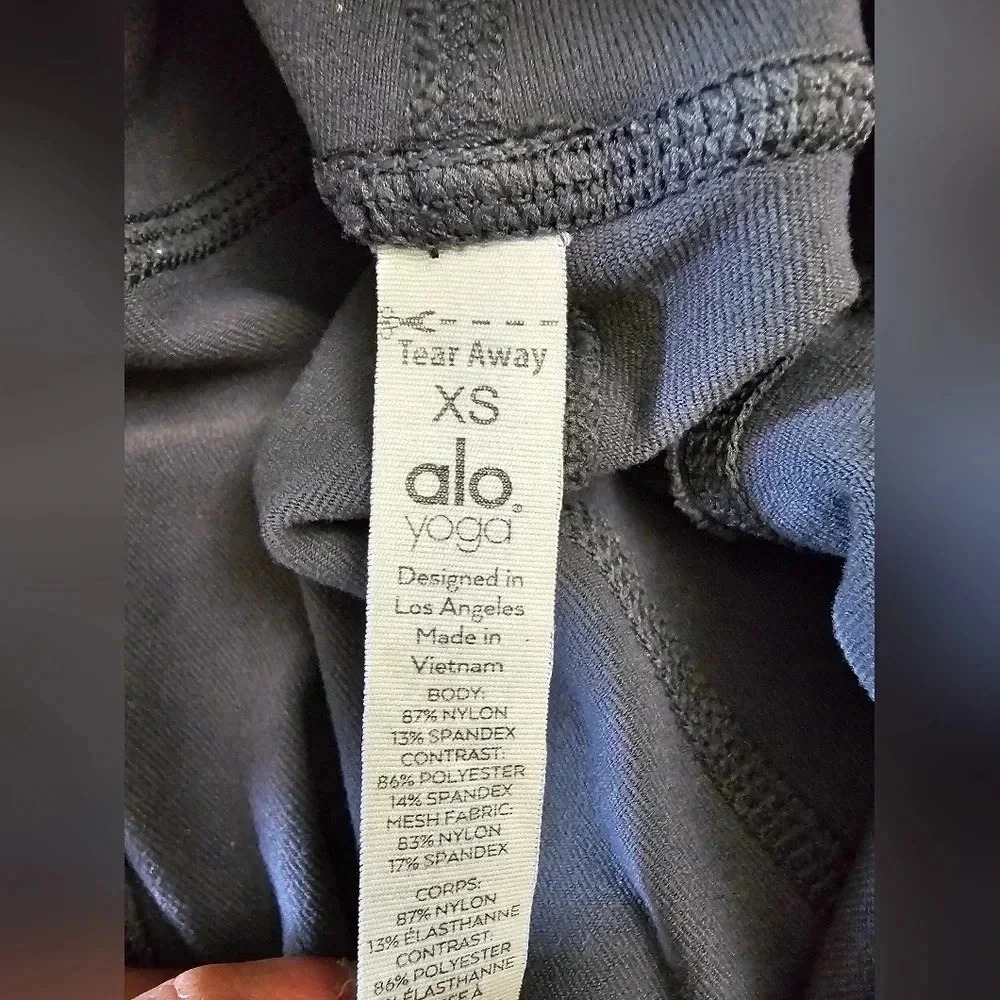 Tear Away
XS
alo
yoga®
Designed in
Los Angeles
Made in
Vietnam
BODY:
87% NYLON
13% SPANDEX
CONTRAST:
86% POLYESTER
14% SPANDEX
MESH FABRIC:
83% NYLON
17% SPANDEX
CORPS:
87% NYLON
13% ÉLASTHANNE
CONTRAST:
86% POLYESTER
ÉLASTHANNE